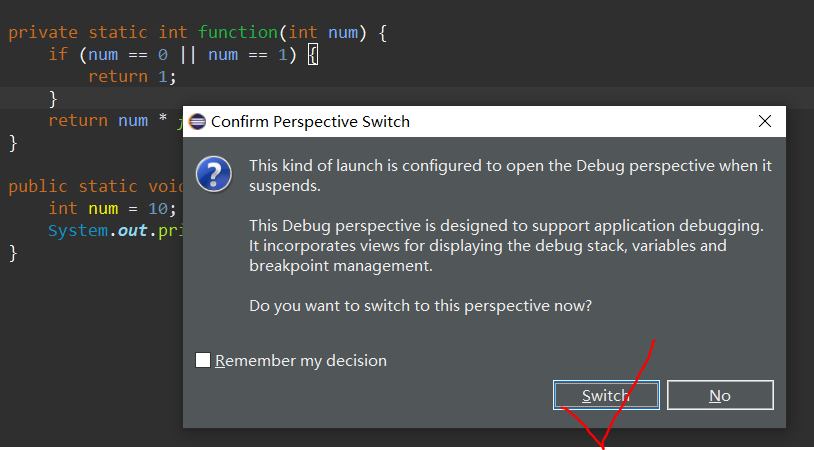 private static int function(int num) {
if (num == 0 || num == 1) {
return 1;
}
return num *
}
public static void
int num = 10;
System.out.pri
}
Confirm Perspective Switch
This kind of launch is configured to open the Debug perspective when it
suspends.
This Debug perspective is designed to support application debugging.
It incorporates views for displaying the debug stack, variables and
breakpoint management.
Do you want to switch to this perspective now?
Remember my decision
Switch
No